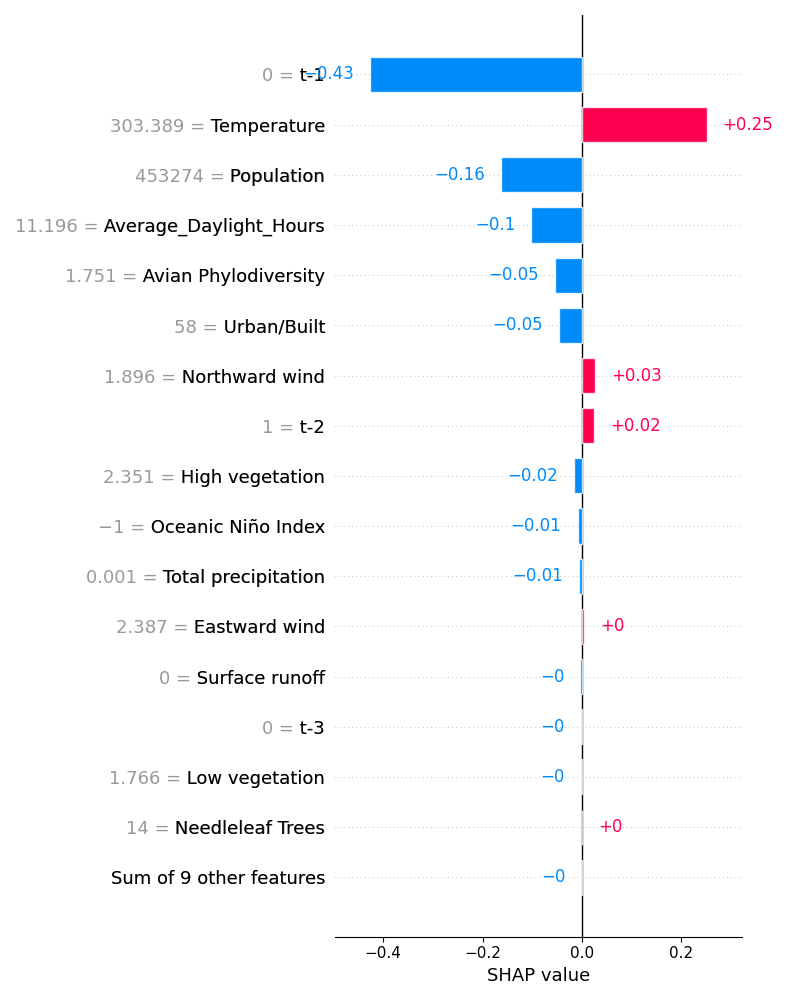 0 = t-1 −0.43
303.389 = Temperature +0.25
453274 = Population −0.16
11.196 = Average_Daylight_Hours −0.1
1.751 = Avian Phylodiversity −0.05
58 = Urban/Built −0.05
1.896 = Northward wind +0.03
1 = t-2 +0.02
2.351 = High vegetation −0.02
−1 = Oceanic Niño Index −0.01
0.001 = Total precipitation −0.01
2.387 = Eastward wind +0
0 = Surface runoff −0
0 = t-3 −0
1.766 = Low vegetation −0
14 = Needleleaf Trees +0
Sum of 9 other features −0
−0.4 −0.2 0.0 0.2
SHAP value